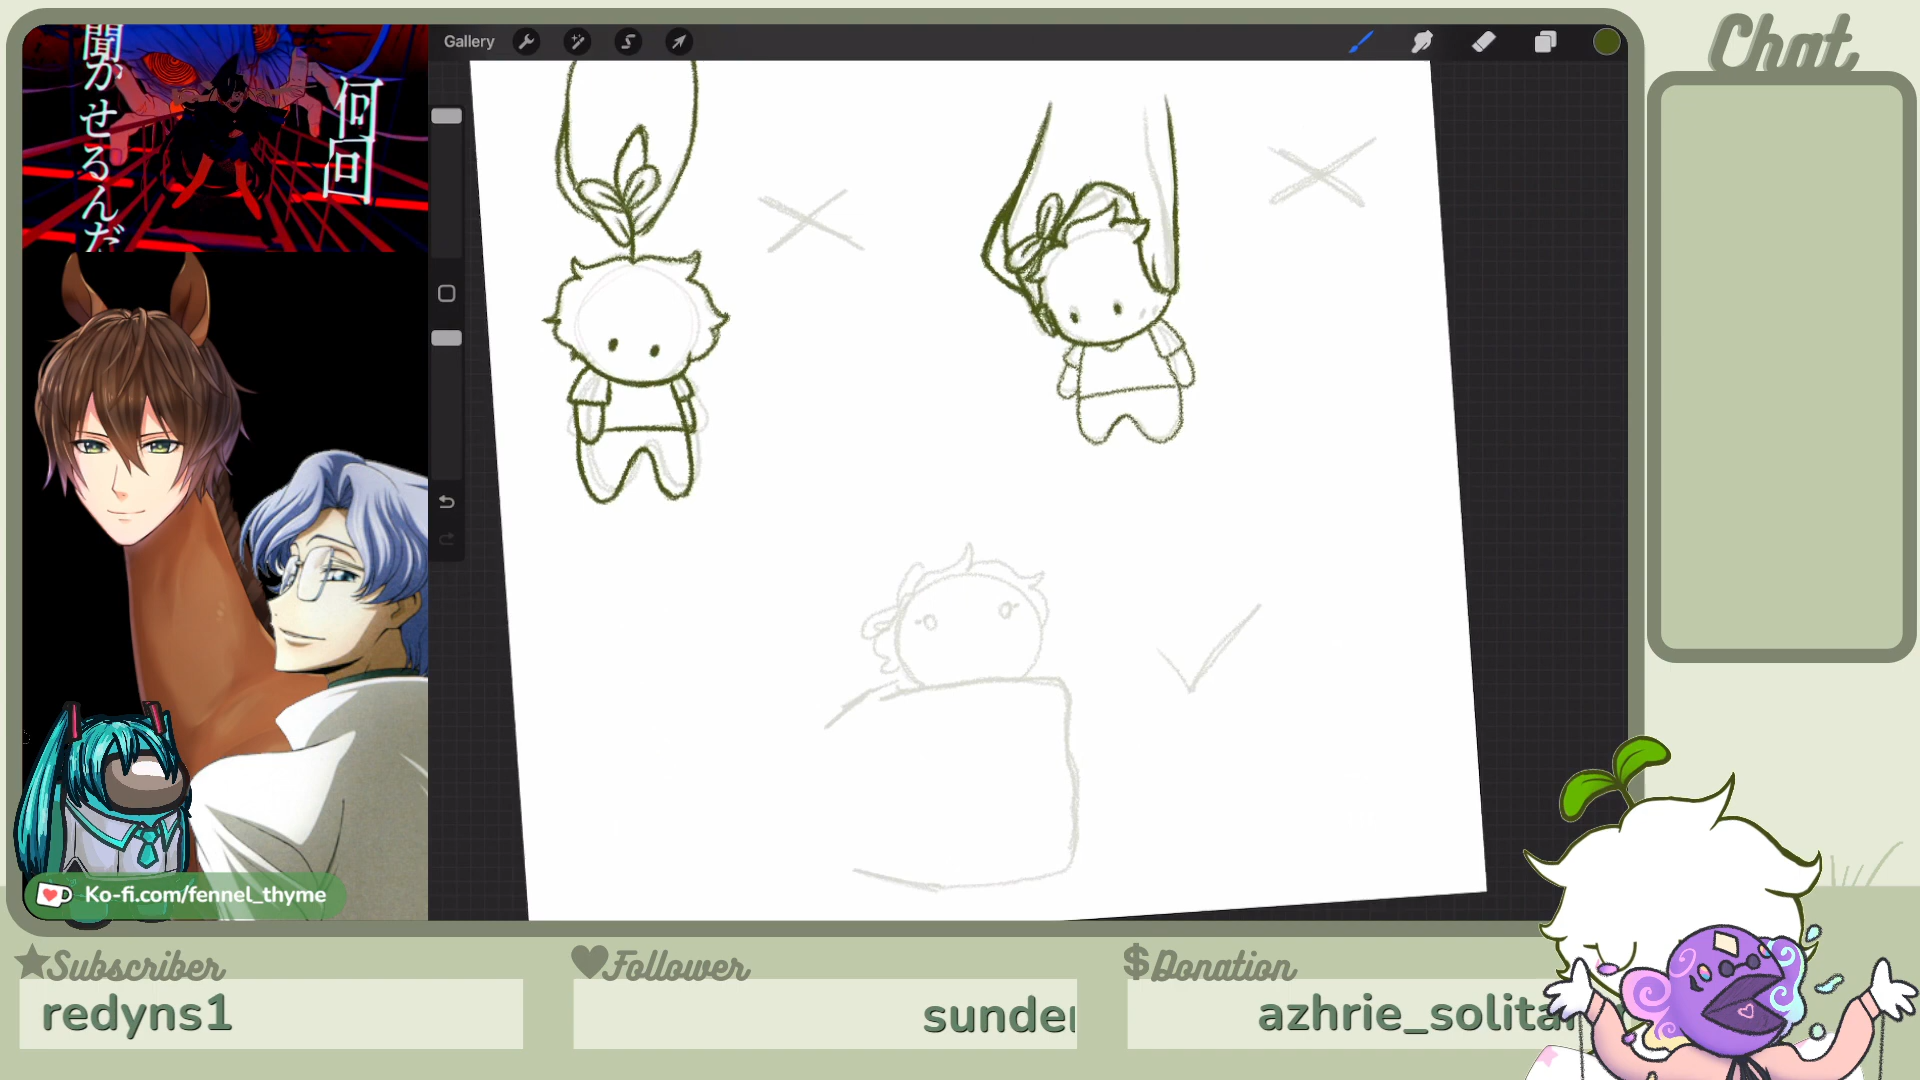 聞かせるんだ
何回
Gallery
Chat
Ko-fi.com/fennel_thyme
Subscriber
redyns1
Follower
sunde
Donation
azhrie_solita